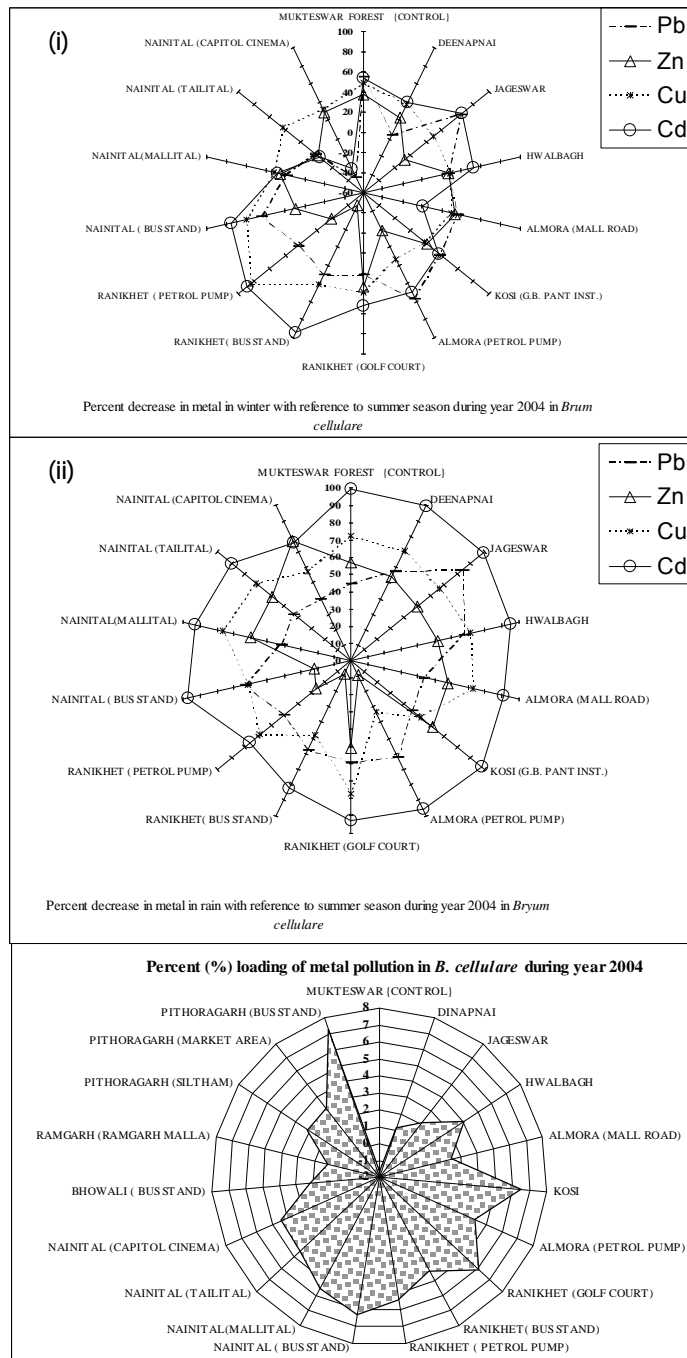 (i)
MUKTESWAR FOREST {CONTROL}
100
80
60
40
20
0
-20
-40
-60
DEENAPNAI
JAGESWAR
HWALBAGH
ALMORA (MALL ROAD)
KOSI (G.B. PANT INST.)
ALMORA (PETROL PUMP)
RANIKHET (GOLF COURT)
RANIKHET( BUS STAND)
RANIKHET ( PETROL PUMP)
NAINITAL ( BUS STAND)
NAINITAL(MALLITAL)
NAINITAL (TAILITAL)
NAINITAL (CAPITOL CINEMA)
Pb
Zn
Cu
Cd
Percent decrease in metal in winter with reference to summer season during year 2004 in Brum
cellulare
(ii)
MUKTESWAR FOREST {CONTROL}
100
90
80
70
60
50
40
30
20
10
0
DEENAPNAI
JAGESWAR
HWALBAGH
ALMORA (MALL ROAD)
KOSI (G.B. PANT INST.)
ALMORA (PETROL PUMP)
RANIKHET (GOLF COURT)
RANIKHET( BUS STAND)
RANIKHET ( PETROL PUMP)
NAINITAL ( BUS STAND)
NAINITAL(MALLITAL)
NAINITAL (TAILITAL)
NAINITAL (CAPITOL CINEMA)
Pb
Zn
Cu
Cd
Percent decrease in metal in rain with reference to summer season during year 2004 in Bryum
cellulare
Percent (%) loading of metal pollution in B. cellulare during year 2004
MUKTESWAR {CONTROL}
8
7
6
5
4
3
2
1
0
-1
-2
DINAPNAI
JAGESWAR
HWALBAGH
ALMORA (MALL ROAD)
KOSI
ALMORA (PETROL PUMP)
RANIKHET (GOLF COURT)
RANIKHET( BUS STAND)
RANIKHET ( PETROL PUMP)
NAINITAL ( BUS STAND)
NAINITAL(MALLITAL)
NAINITAL (TAILITAL)
NAINITAL (CAPITOL CINEMA)
BHOWALI ( BUS STAND)
RAMGARH (RAMGARH MALLA)
PITHORAGARH (SILTHAM)
PITHORAGARH (MARKET AREA)
PITHORAGARH (BUS STAND)